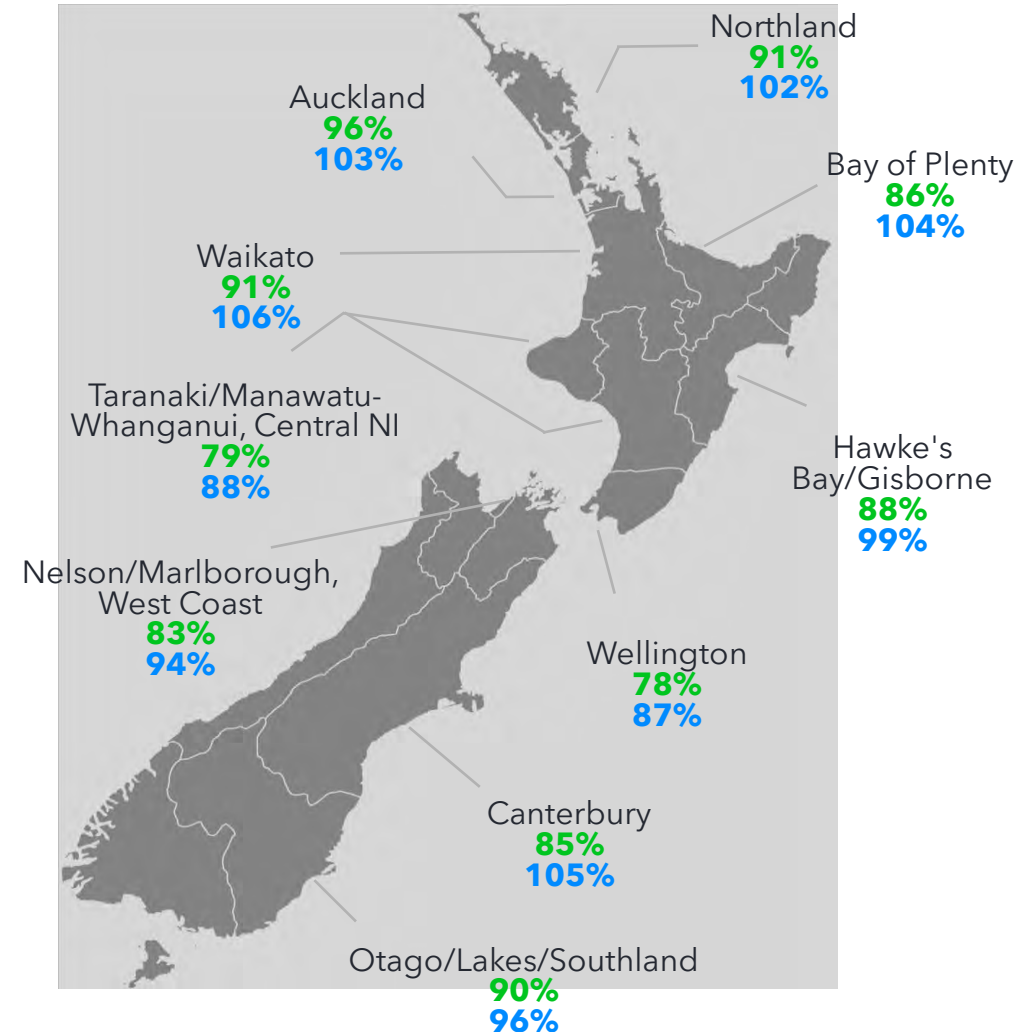 Northland
91%
102%
Auckland
96%
103%
Bay of Plenty
86%
104%
Waikato
91%
106%
Taranaki/Manawatu-
Whanganui, Central NI
79%
88%
Hawke's
Bay/Gisborne
88%
99%
Nelson/Marlborough,
West Coast
83%
94%
Wellington
78%
87%
Canterbury
85%
105%
Otago/Lakes/Southland
90%
96%